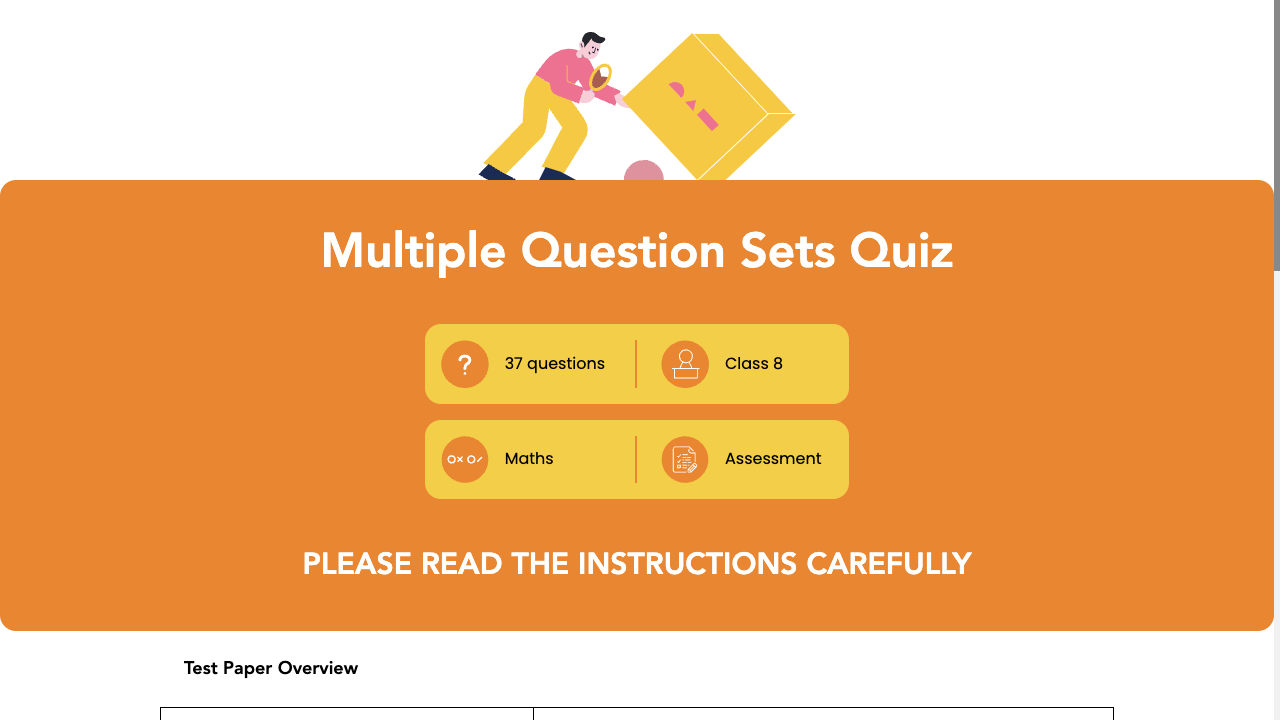 Multiple Question Sets Quiz
?
37 questions
Class 8
Maths
Assessment
PLEASE READ THE INSTRUCTIONS CAREFULLY
Test Paper Overview